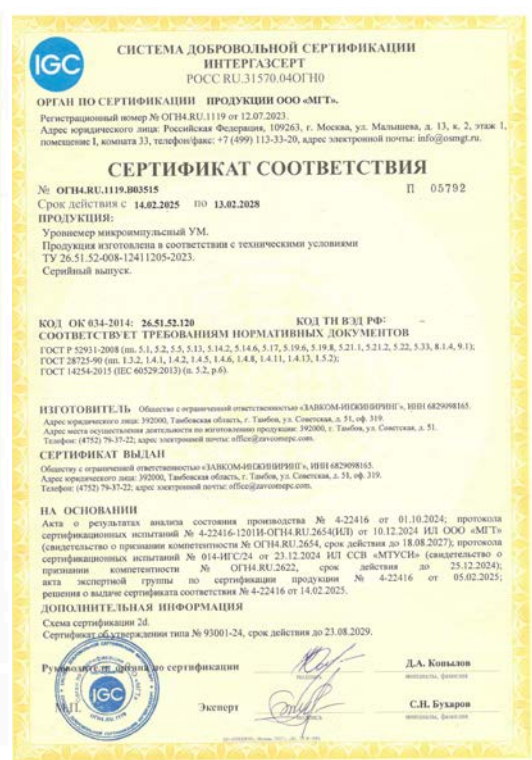 IGC
СИСТЕМА ДОБРОВОЛЬНОЙ СЕРТИФИКАЦИИ
ИНТЕРГАЗСЕРТ
РОСС RU.31570.04ОГН0
ОРГАН ПО СЕРТИФИКАЦИИ ПРОДУКЦИИ ООО «МГТ».
Регистрационный номер № ОГН4.RU.1119 от 12.07.2023.
Адрес юридического лица: Российская Федерация, 109263, г. Москва, ул. Малышева, д. 13, к. 2, этаж 1,
помещение I, комната 33, телефон/факс: +7 (499) 113-33-20, адрес электронной почты: info@osmgt.ru.
СЕРТИФИКАТ СООТВЕТСТВИЯ
№ ОГН4.RU.1119.В03515 П 05792
Срок действия с 14.02.2025 по 13.02.2028
ПРОДУКЦИЯ:
Уровнемер микроимпульсный УМ.
Продукция изготовлена в соответствии с техническими условиями
ТУ 26.51.52-008-12411205-2023.
Серийный выпуск.
КОД ОК 034-2014: 26.51.52.120 КОД ТН ВЭД РФ: –
СООТВЕТСТВУЕТ ТРЕБОВАНИЯМ НОРМАТИВНЫХ ДОКУМЕНТОВ
ГОСТ Р 52931-2008 (пп. 5.1, 5.2, 5.5, 5.13, 5.14.2, 5.14.6, 5.17, 5.19.6, 5.19.8, 5.21.1, 5.21.2, 5.22, 5.33, 8.1.4, 9.1);
ГОСТ 28725-90 (пп. 1.3.2, 1.4.1, 1.4.2, 1.4.5, 1.4.6, 1.4.8, 1.4.11, 1.4.13, 1.5.2);
ГОСТ 14254-2015 (IEC 60529:2013) (п. 5.2, р.6).
ИЗГОТОВИТЕЛЬ Общество с ограниченной ответственностью «ЗАВКОМ-ИНЖИНИРИНГ», ИНН 6829098165.
Адрес юридического лица: 392000, Тамбовская область, г. Тамбов, ул. Советская, д. 51, оф. 319.
Адрес места осуществления деятельности по изготовлению продукции: 392000, г. Тамбов, ул. Советская, д. 51.
Телефон: (4752) 79-37-22; адрес электронной почты: office@zavcomepc.com.
СЕРТИФИКАТ ВЫДАН
Обществу с ограниченной ответственностью «ЗАВКОМ-ИНЖИНИРИНГ», ИНН 6829098165.
Адрес юридического лица: 392000, Тамбовская область, г. Тамбов, ул. Советская, д. 51, оф. 319.
Телефон: (4752) 79-37-22; адрес электронной почты: office@zavcomepc.com.
НА ОСНОВАНИИ
Акта о результатах анализа состояния производства № 4-22416 от 01.10.2024; протокола
сертификационных испытаний № 4-22416-1201И-ОГН4.RU.2654(ИЛ) от 10.12.2024 ИЛ ООО «МГТ»
(свидетельство о признании компетентности № ОГН4.RU.2654, срок действия до 18.08.2027); протокола
сертификационных испытаний № 014-ИГС/24 от 23.12.2024 ИЛ ССВ «МТУСИ» (свидетельство о
признании компетентности № ОГН4.RU.2622, срок действия до 25.12.2024);
акта экспертной группы по сертификации продукции № 4-22416 от 05.02.2025;
решения о выдаче сертификата соответствия № 4-22416 от 14.02.2025.
ДОПОЛНИТЕЛЬНАЯ ИНФОРМАЦИЯ
Схема сертификации 2d.
Сертификат об утверждении типа № 93001-24, срок действия до 23.08.2029.
Руководитель органа по сертификации Д.А. Копылов
подпись инициалы, фамилия
М.П. Эксперт С.Н. Бухаров
подпись инициалы, фамилия
IGC
ОГН4.RU.1119